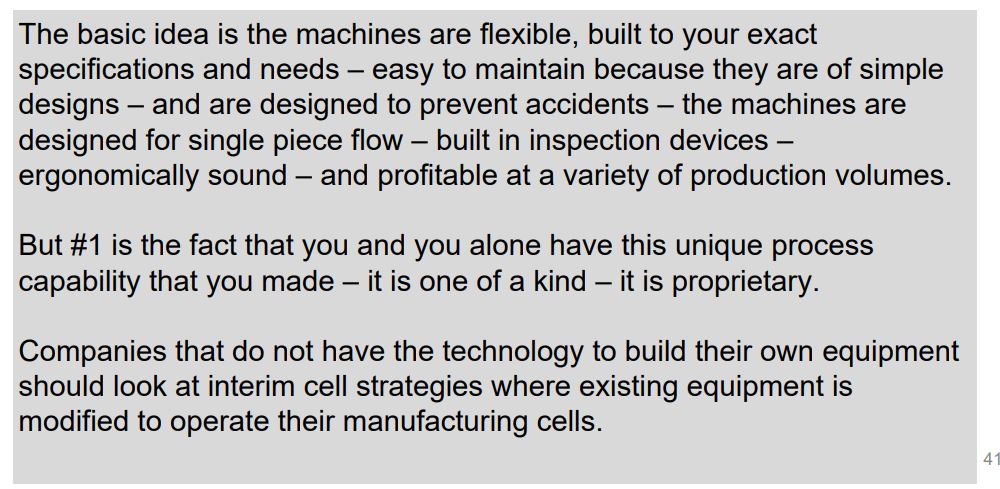 The basic idea is the machines are flexible, built to your exact
specifications and needs – easy to maintain because they are of simple
designs – and are designed to prevent accidents – the machines are
designed for single piece flow – built in inspection devices –
ergonomically sound – and profitable at a variety of production volumes.
But #1 is the fact that you and you alone have this unique process
capability that you made – it is one of a kind – it is proprietary.
Companies that do not have the technology to build their own equipment
should look at interim cell strategies where existing equipment is
modified to operate their manufacturing cells.
41